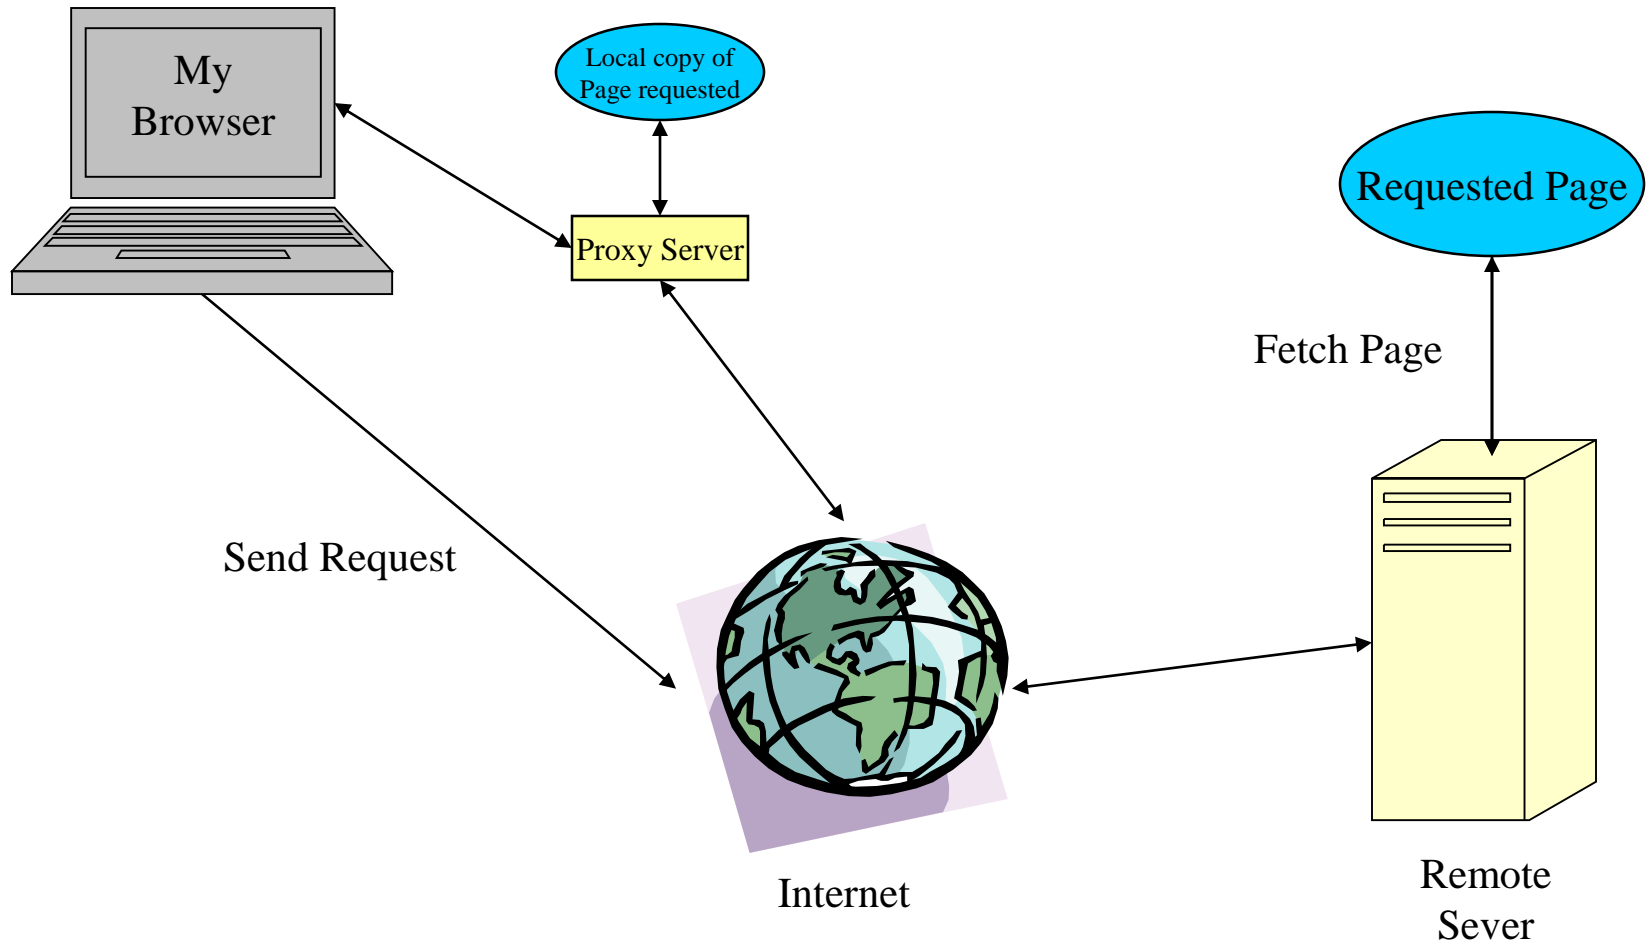 My
Browser
Local copy of
Page requested
Requested Page
Proxy Server
Fetch Page
Send Request
Internet
Remote
Sever